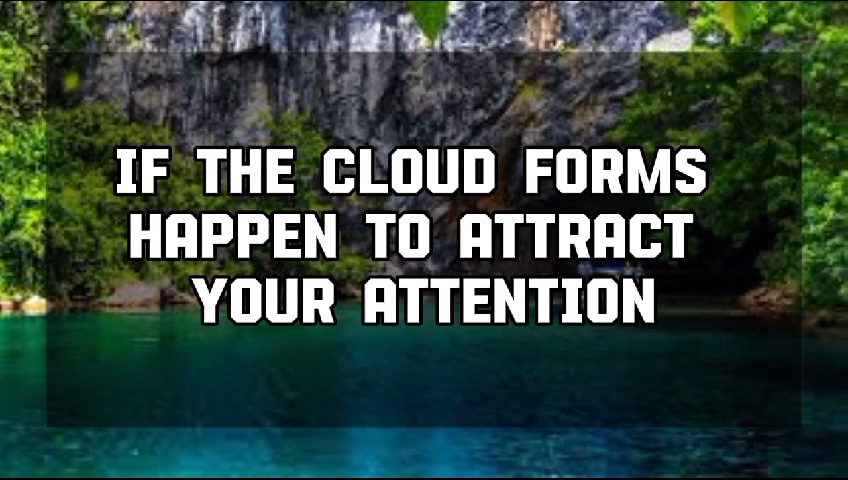 IF THE CLOUD FORMS
HAPPEN TO ATTRACT
YOUR ATTENTION